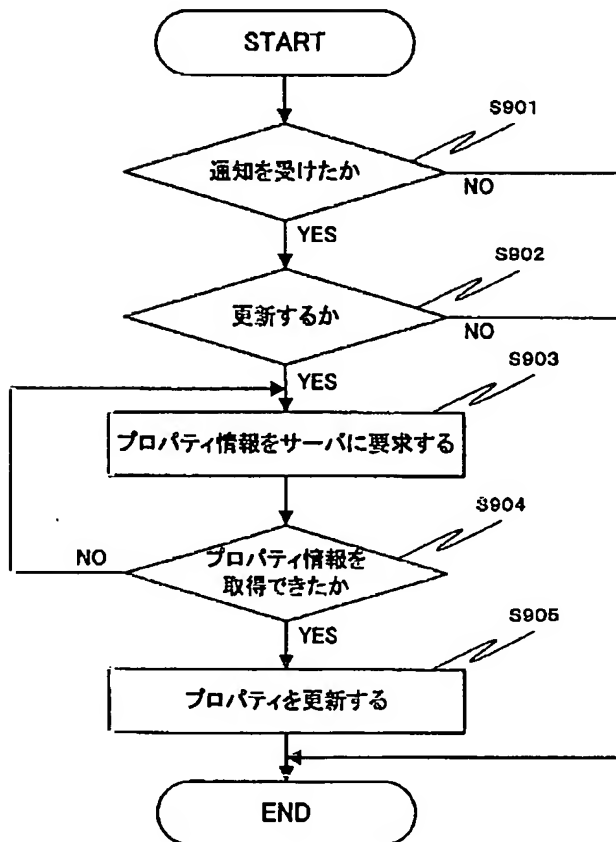 START
S901
通知を受けたか
NO
YES
S902
更新するか
NO
YES
S903
プロパティ情報をサーバに要求する
S904
プロパティ情報を
取得できたか
NO
YES
S905
プロパティを更新する
END